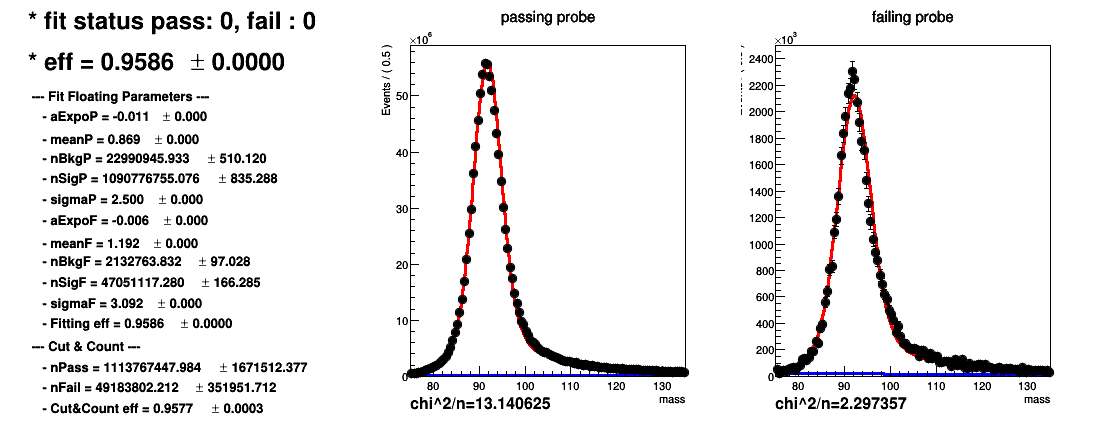 * fit status pass: 0, fail : 0
* eff = 0.9586 ± 0.0000
--- Fit Floating Parameters ---
- aExpoP = -0.011 ± 0.000
- meanP = 0.869 ± 0.000
- nBkgP = 22990945.933 ± 510.120
- nSigP = 1090776755.076 ± 835.288
- sigmaP = 2.500 ± 0.000
- aExpoF = -0.006 ± 0.000
- meanF = 1.192 ± 0.000
- nBkgF = 2132763.832 ± 97.028
- nSigF = 47051117.280 ± 166.285
- sigmaF = 3.092 ± 0.000
- Fitting eff = 0.9586 ± 0.0000
--- Cut & Count ---
- nPass = 1113767447.984 ± 1671512.377
- nFail = 49183802.212 ± 351951.712
- Cut&Count eff = 0.9577 ± 0.0003
passing probe
×10⁶
Events / ( 0.5 )
50
40
30
20
10
0
80 90 100 110 120 130
mass
chi^2/n=13.140625
failing probe
×10³
2400
2200
2000
1800
1600
1400
1200
1000
800
600
400
200
0
80 90 100 110 120 130
mass
chi^2/n=2.297357